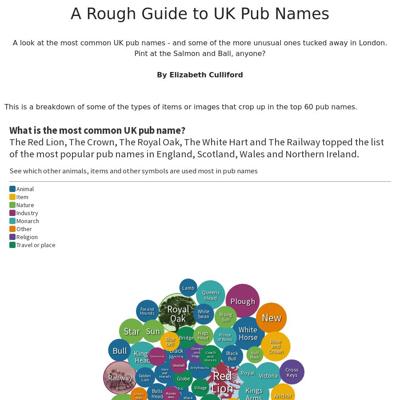 A Rough Guide to UK Pub Names
A look at the most common UK pub names - and some of the more unusual ones tucked away in London.
Pint at the Salmon and Ball, anyone?
By Elizabeth Culliford
This is a breakdown of some of the types of items or images that crop up in the top 60 pub names.
What is the most common UK pub name?
The Red Lion, The Crown, The Royal Oak, The White Hart and The Railway topped the list
of the most popular pub names in England, Scotland, Wales and Northern Ireland.
See which other animals, items and other symbols are used most in pub names
Animal
Item
Nature
Industry
Monarch
Other
Religion
Travel or place
Lamb
Queens
Head
Plough
Royal
Oak
White
Swan
New
Star
Sun
White
Horse
Rose
and
Crown
Bull
Black
Bull
Railway
Globe
Red
Lion
Royal
Victoria
Cross
Keys
Village
Kings
Arms
Anchor